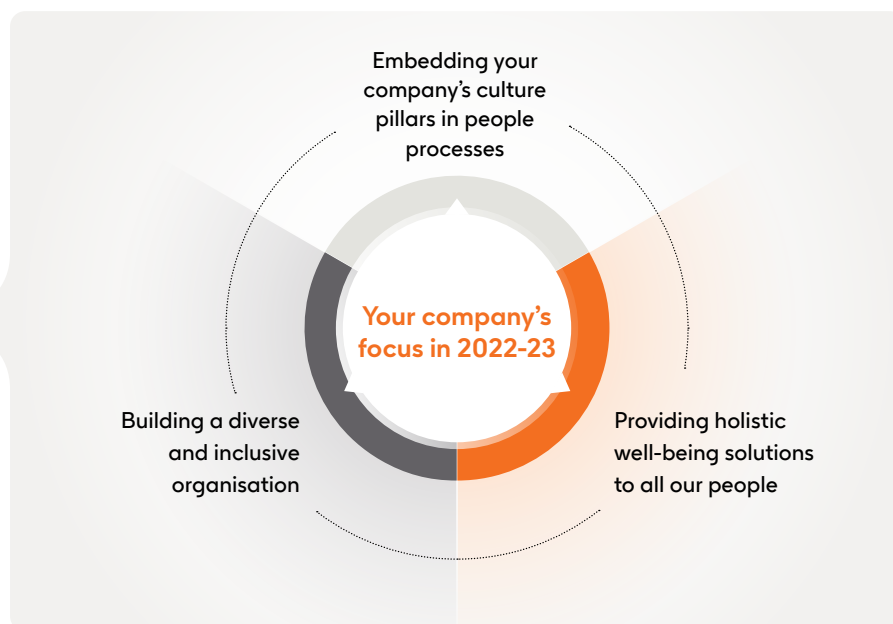 Embedding your
company’s culture
pillars in people
processes
Your company’s
focus in 2022-23
Building a diverse
and inclusive
organisation
Providing holistic
well-being solutions
to all our people